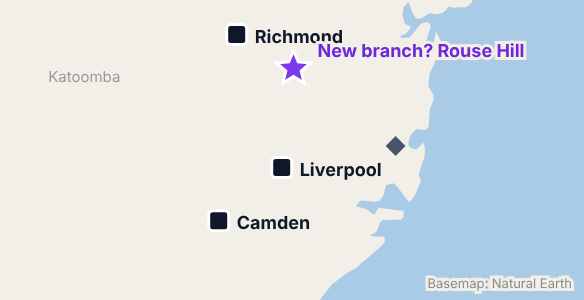 Richmond
New branch? Rouse Hill
Katoomba
Liverpool
Camden
Basemap: Natural Earth